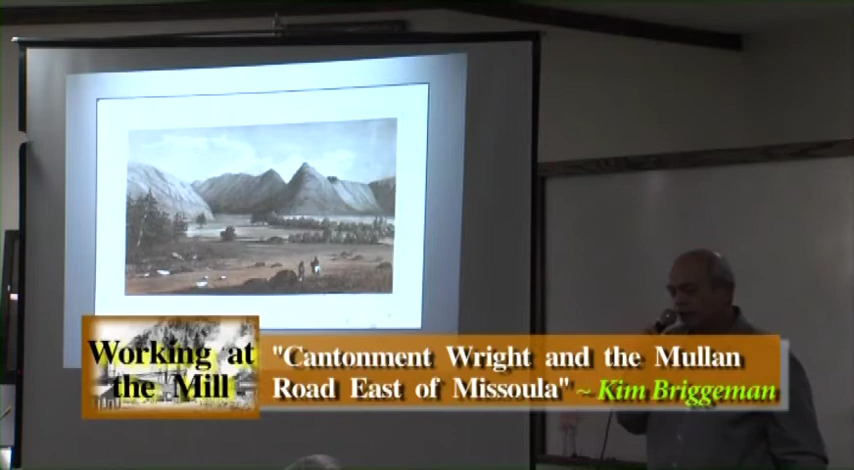 Working at
the Mill
"Cantonment Wright and the Mullan
Road East of Missoula" ~ Kim Briggeman